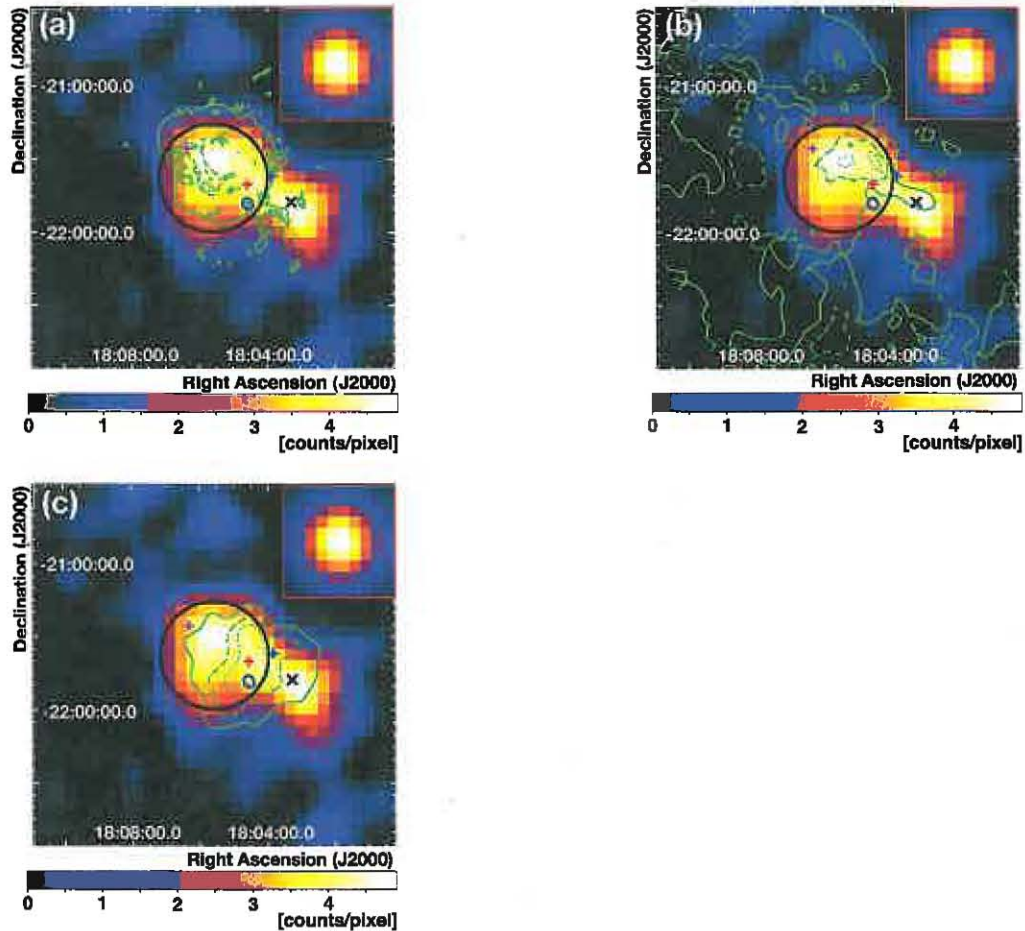 (a)
Declination (J2000)
-21:00:00.0
-22:00:00.0
18:08:00.0 18:04:00.0
Right Ascension (J2000)
0 1 2 3 4
[counts/pixel]
(b)
Declination (J2000)
-21:00:00.0
-22:00:00.0
18:08:00.0 18:04:00.0
Right Ascension (J2000)
0 1 2 3 4
[counts/pixel]
(c)
Declination (J2000)
-21:00:00.0
-22:00:00.0
18:08:00.0 18:04:00.0
Right Ascension (J2000)
0 1 2 3 4
[counts/pixel]